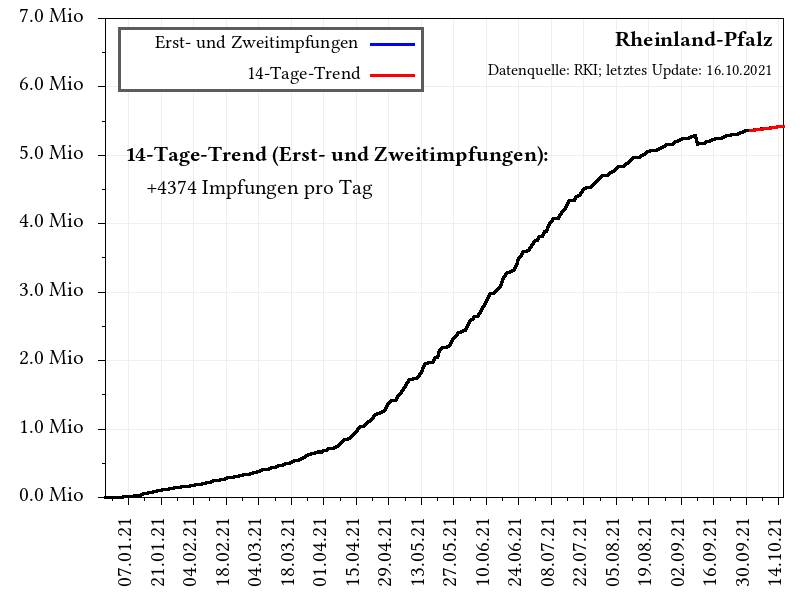 7.0 Mio
6.0 Mio
5.0 Mio
4.0 Mio
3.0 Mio
2.0 Mio
1.0 Mio
0.0 Mio
Erst- und Zweitimpfungen
14-Tage-Trend
Rheinland-Pfalz
Datenquelle: RKI; letztes Update: 16.10.2021
14-Tage-Trend (Erst- und Zweitimpfungen):
+4374 Impfungen pro Tag
07.01.21
21.01.21
04.02.21
18.02.21
04.03.21
18.03.21
01.04.21
15.04.21
29.04.21
13.05.21
27.05.21
10.06.21
24.06.21
08.07.21
22.07.21
05.08.21
19.08.21
02.09.21
16.09.21
30.09.21
14.10.21